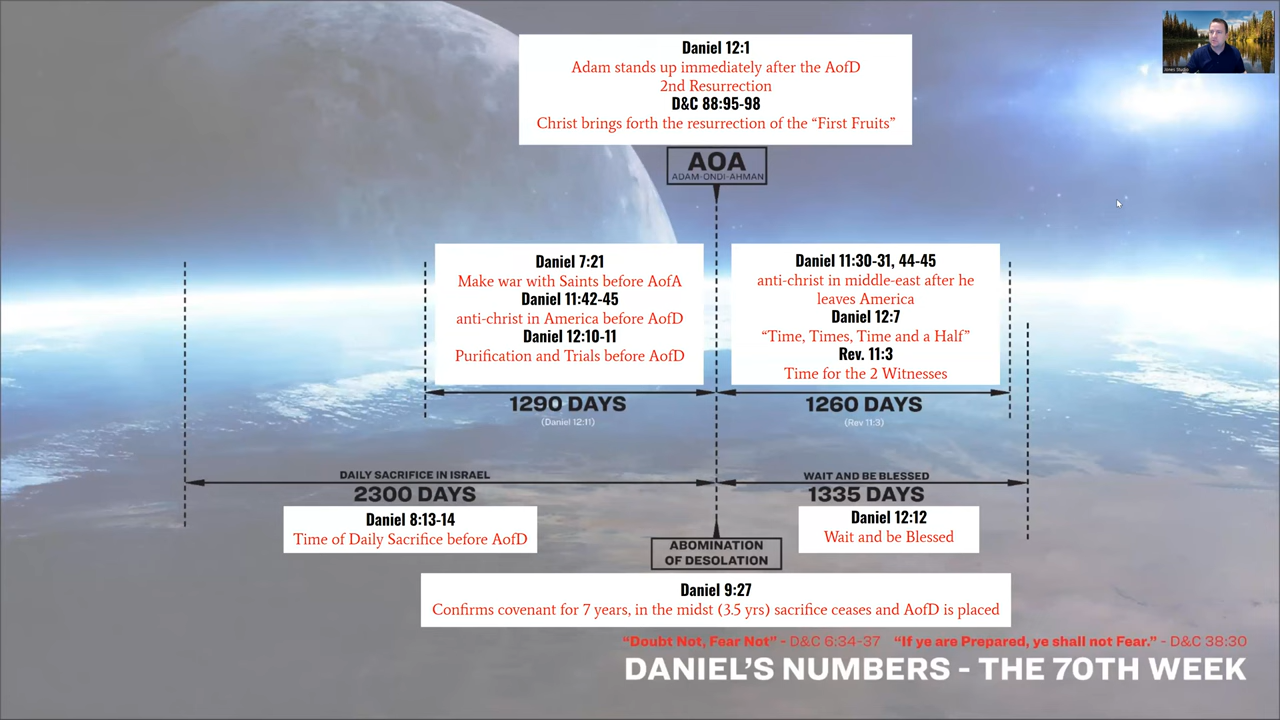 Daniel 12:1
Adam stands up immediately after the AofD
2nd Resurrection
D&C 88:95-98
Christ brings forth the resurrection of the “First Fruits”
AOA
ADAM-ONDI-AHMAN
Daniel 7:21
Make war with Saints before AofA
Daniel 11:42-45
anti-christ in America before AofD
Daniel 12:10-11
Purification and Trials before AofD
1290 DAYS
(Daniel 12:11)
Daniel 11:30-31, 44-45
anti-christ in middle-east after he
leaves America
Daniel 12:7
“Time, Times, Time and a Half”
Rev. 11:3
Time for the 2 Witnesses
1260 DAYS
(Rev 11:3)
DAILY SACRIFICE IN ISRAEL
2300 DAYS
Daniel 8:13-14
Time of Daily Sacrifice before AofD
WAIT AND BE BLESSED
1335 DAYS
Daniel 12:12
Wait and be Blessed
ABOMINATION
OF DESOLATION
Daniel 9:27
Confirms covenant for 7 years, in the midst (3.5 yrs) sacrifice ceases and AofD is placed
“Doubt Not, Fear Not” - D&C 6:34-37 “If ye are Prepared, ye shall not Fear.” - D&C 38:30
DANIEL’S NUMBERS - THE 70TH WEEK